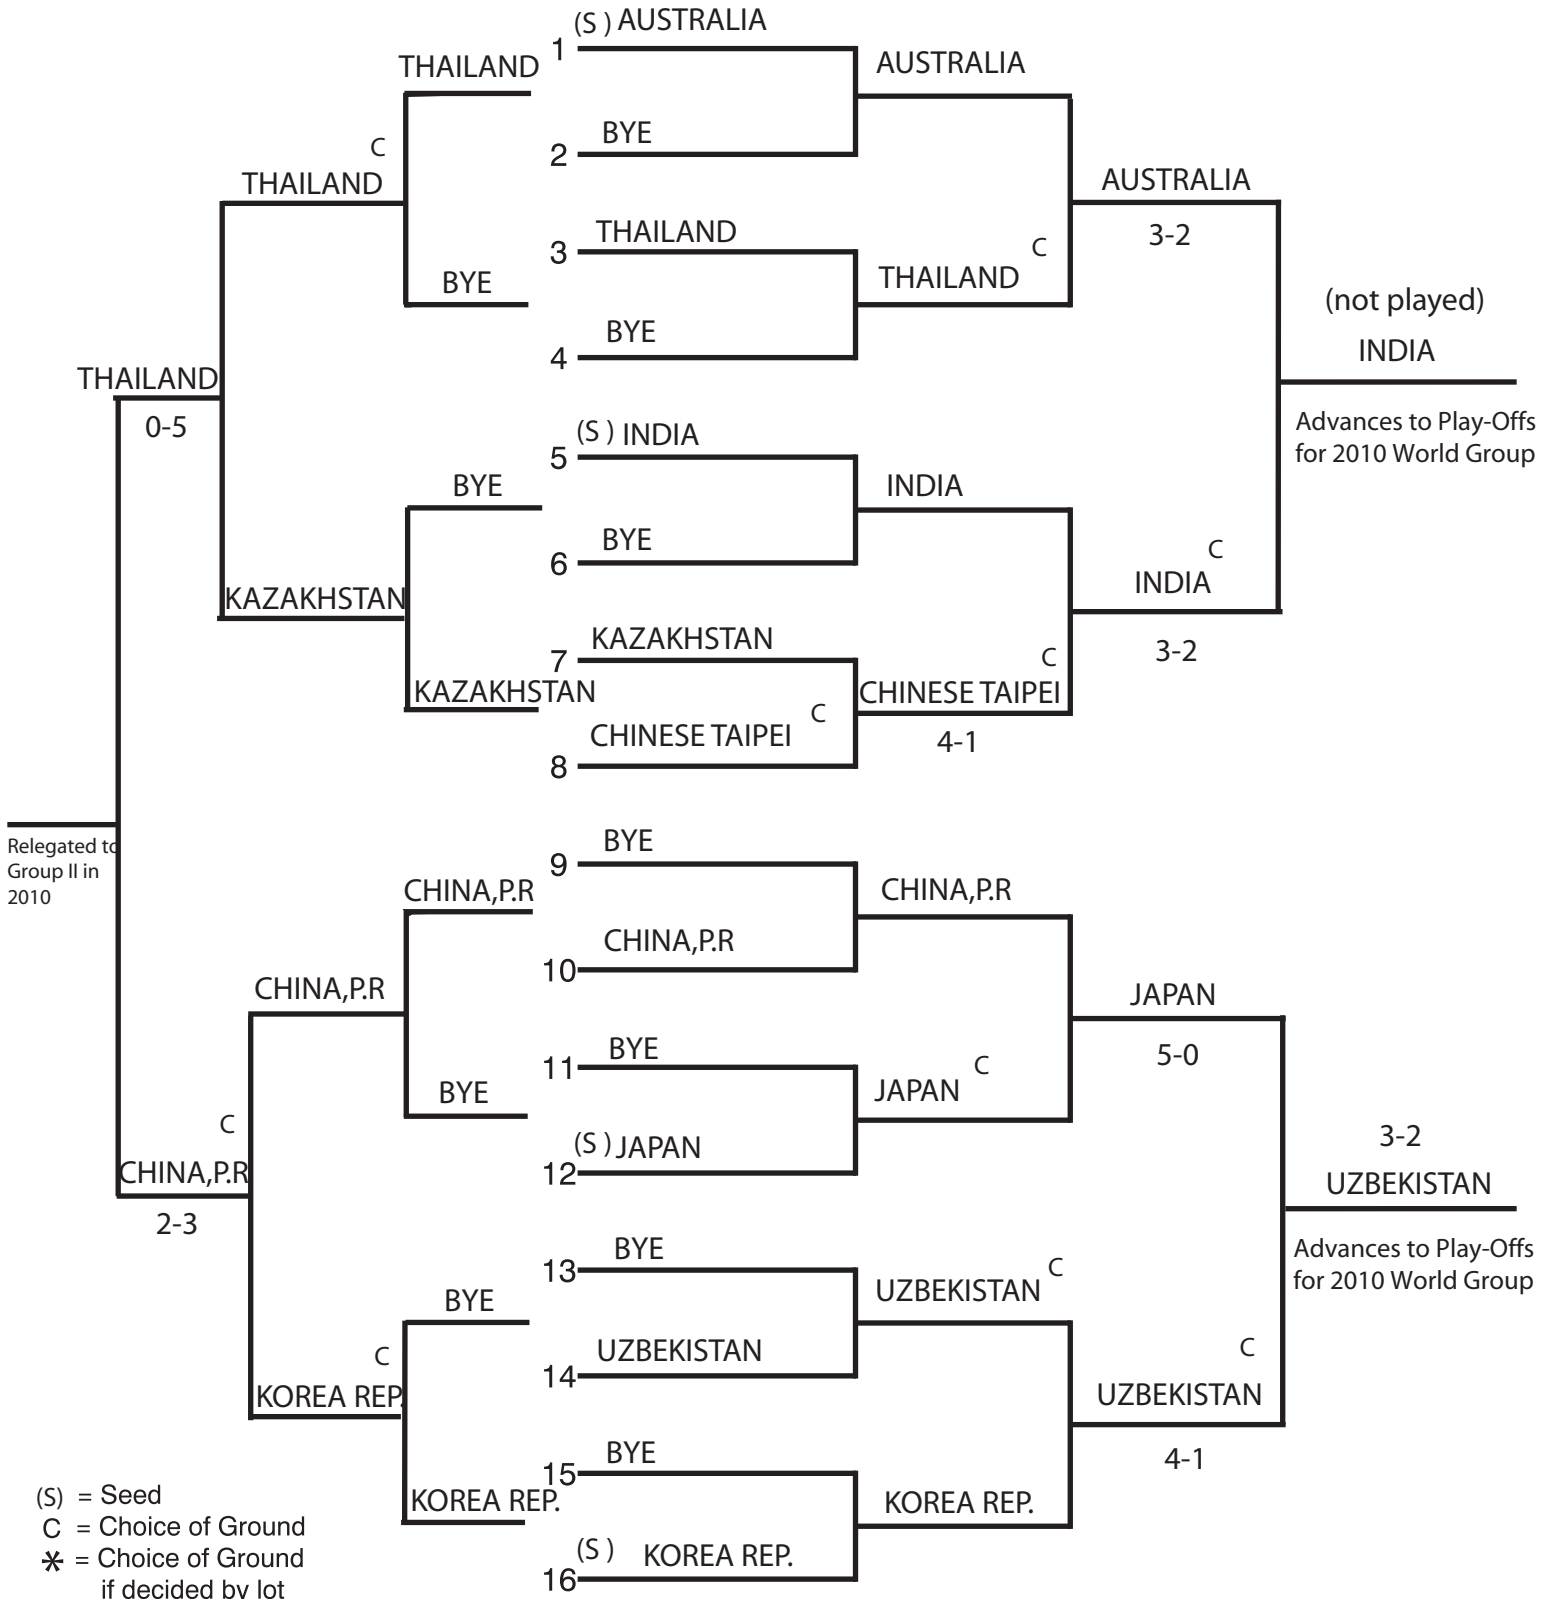 (S ) AUSTRALIA
1
THAILAND
AUSTRALIA
BYE
2
C
THAILAND
AUSTRALIA
3-2
THAILAND
3
C
THAILAND
BYE
(not played)
INDIA
BYE
4
THAILAND
0-5
Advances to Play-Offs
for 2010 World Group
(S ) INDIA
5
BYE
INDIA
BYE
6
C
INDIA
3-2
KAZAKHSTAN
KAZAKHSTAN
7
C
KAZAKHSTAN
CHINESE TAIPEI
4-1
C
CHINESE TAIPEI
8
Relegated to
Group II in
2010
BYE
9
CHINA,P.R
CHINA,P.R
CHINA,P.R
10
CHINA,P.R
JAPAN
5-0
BYE
11
C
JAPAN
BYE
C
(S ) JAPAN
12
3-2
UZBEKISTAN
CHINA,P.R
2-3
BYE
13
Advances to Play-Offs
for 2010 World Group
C
UZBEKISTAN
BYE
C
UZBEKISTAN
14
C
UZBEKISTAN
4-1
KOREA REP.
BYE
15
KOREA REP.
KOREA REP.
(S ) KOREA REP.
16
(S) = Seed
C = Choice of Ground
* = Choice of Ground
if decided by lot